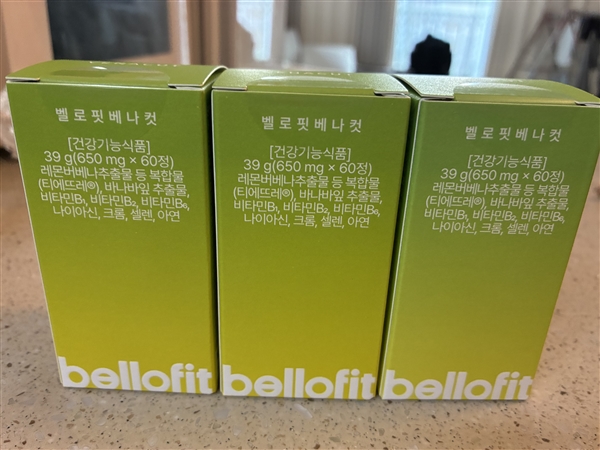 벨로핏베나컷
[건강기능식품]
39 g(650 mg × 60정)
레몬버베나추출물 등 복합물
(티에뜨레®), 바나바잎 추출물,
비타민B₁, 비타민B₂, 비타민B₆,
나이아신, 크롬, 셀렌, 아연
bellofit
벨로핏베나컷
[건강기능식품]
39 g(650 mg × 60정)
레몬버베나추출물 등 복합물
(티에뜨레®), 바나바잎 추출물,
비타민B₁, 비타민B₂, 비타민B₆,
나이아신, 크롬, 셀렌, 아연
bellofit
벨로핏베나컷
[건강기능식품]
39 g(650 mg × 60정)
레몬버베나추출물 등 복합물
(티에뜨레®), 바나바잎 추출물,
비타민B₁, 비타민B₂, 비타민B₆,
나이아신, 크롬, 셀렌, 아연
bellofit